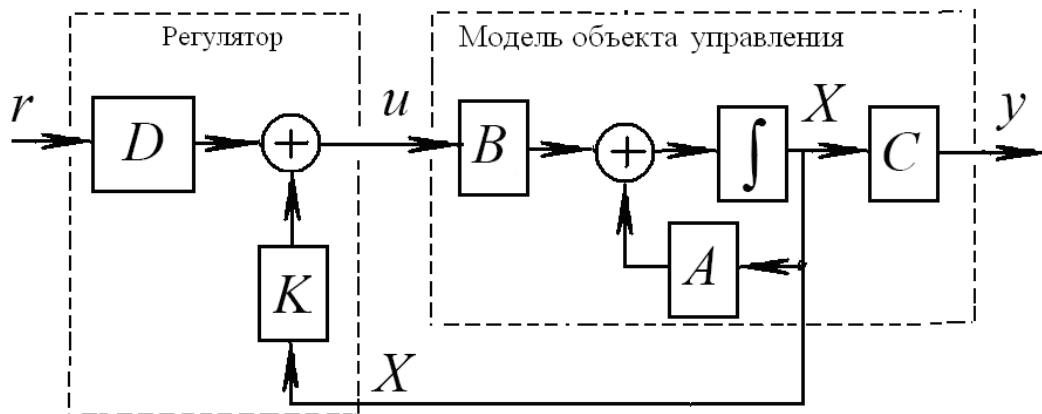 Регулятор
Модель объекта управления
r
D
+
u
B
+
∫
X
C
y
A
K
X